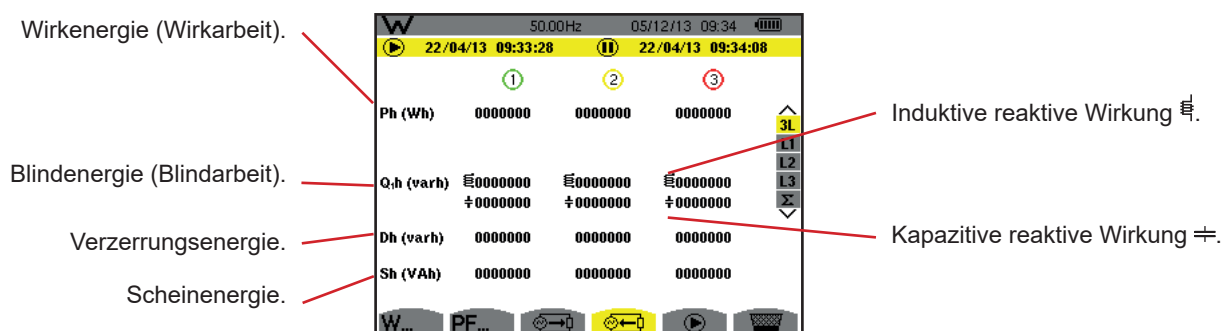 W 50.00Hz 05/12/13 09:34
22/04/13 09:33:28 22/04/13 09:34:08
1 2 3
Wirkenergie (Wirkarbeit).
Ph (Wh) 0000000 0000000 0000000
3L
L1
L2
L3
Σ
Induktive reaktive Wirkung
Blindenergie (Blindarbeit).
Q₁h (varh) 0000000 0000000 0000000
0000000 0000000 0000000
Kapazitive reaktive Wirkung
Verzerrungsenergie.
Dh (varh) 0000000 0000000 0000000
Scheinenergie.
Sh (VAh) 0000000 0000000 0000000
W... PF...